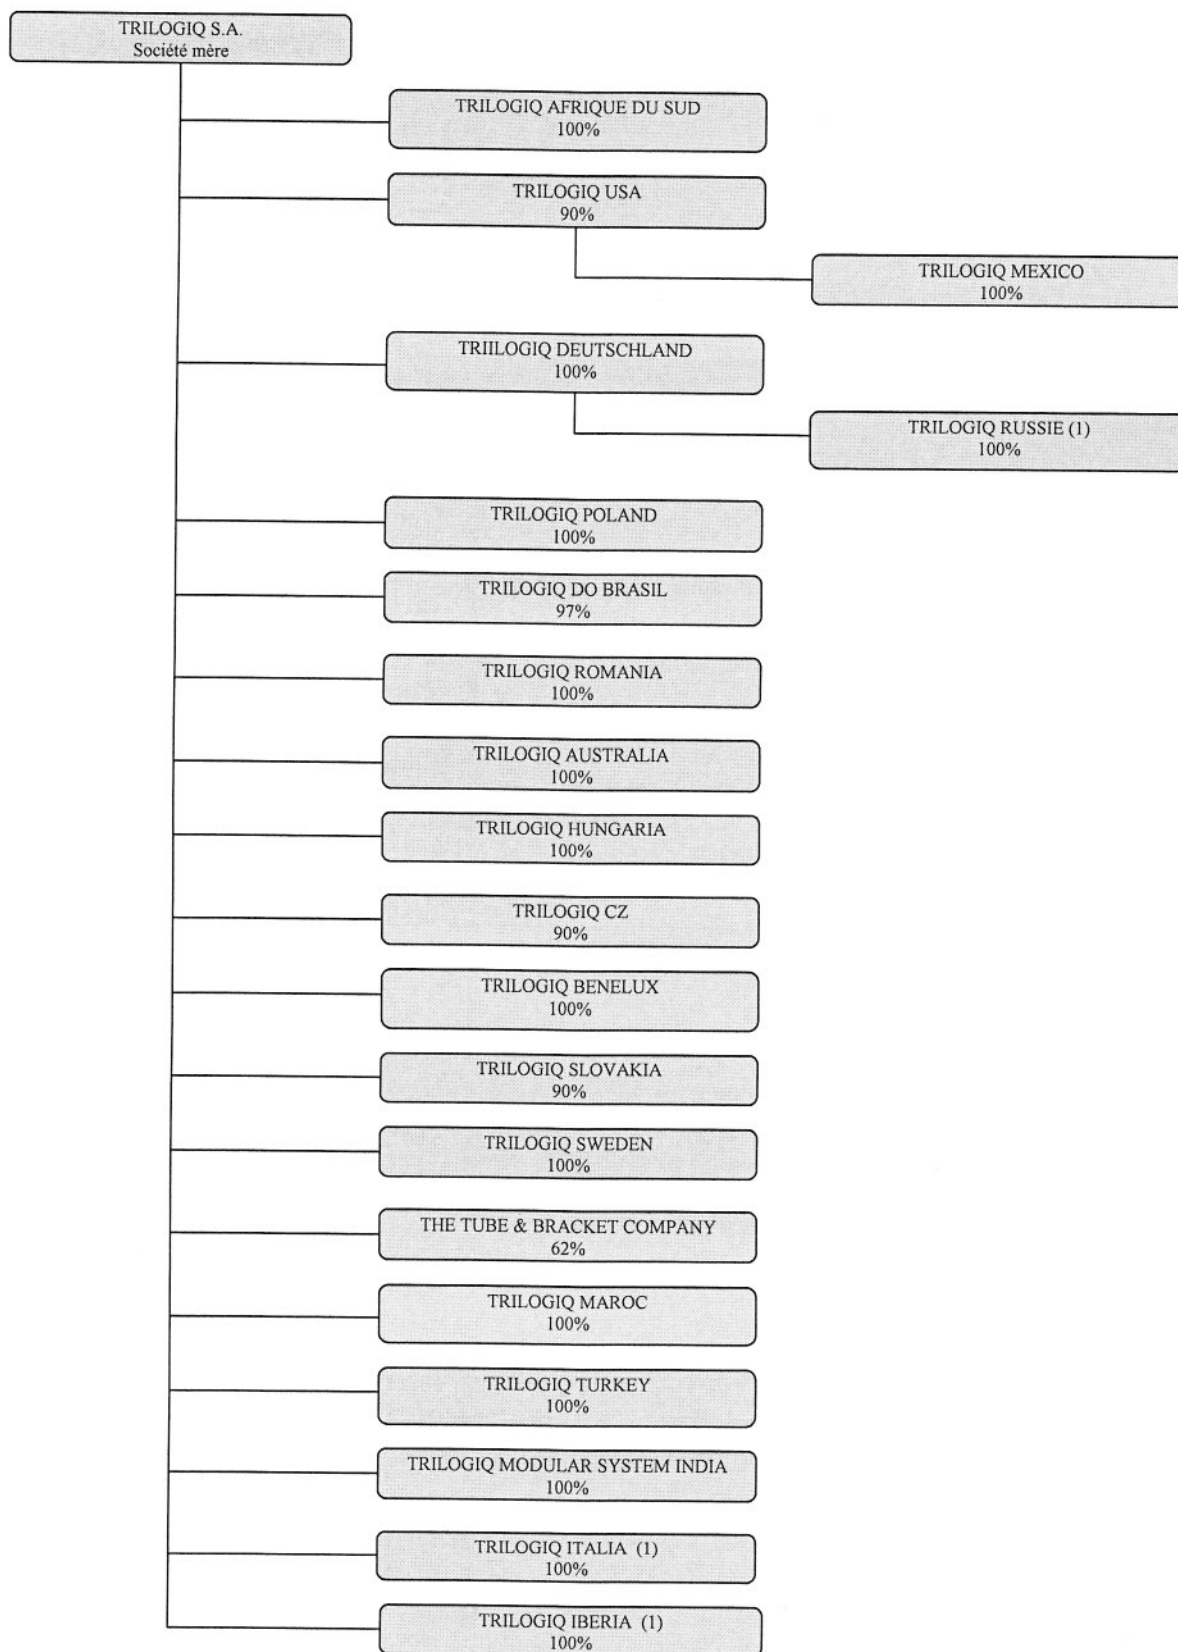 TRILOGIQ S.A.
Société mère
TRILOGIQ AFRIQUE DU SUD
100%
TRILOGIQ USA
90%
TRILOGIQ MEXICO
100%
TRIILOGIQ DEUTSCHLAND
100%
TRILOGIQ RUSSIE (1)
100%
TRILOGIQ POLAND
100%
TRILOGIQ DO BRASIL
97%
TRILOGIQ ROMANIA
100%
TRILOGIQ AUSTRALIA
100%
TRILOGIQ HUNGARIA
100%
TRILOGIQ CZ
90%
TRILOGIQ BENELUX
100%
TRILOGIQ SLOVAKIA
90%
TRILOGIQ SWEDEN
100%
THE TUBE & BRACKET COMPANY
62%
TRILOGIQ MAROC
100%
TRILOGIQ TURKEY
100%
TRILOGIQ MODULAR SYSTEM INDIA
100%
TRILOGIQ ITALIA (1)
100%
TRILOGIQ IBERIA (1)
100%